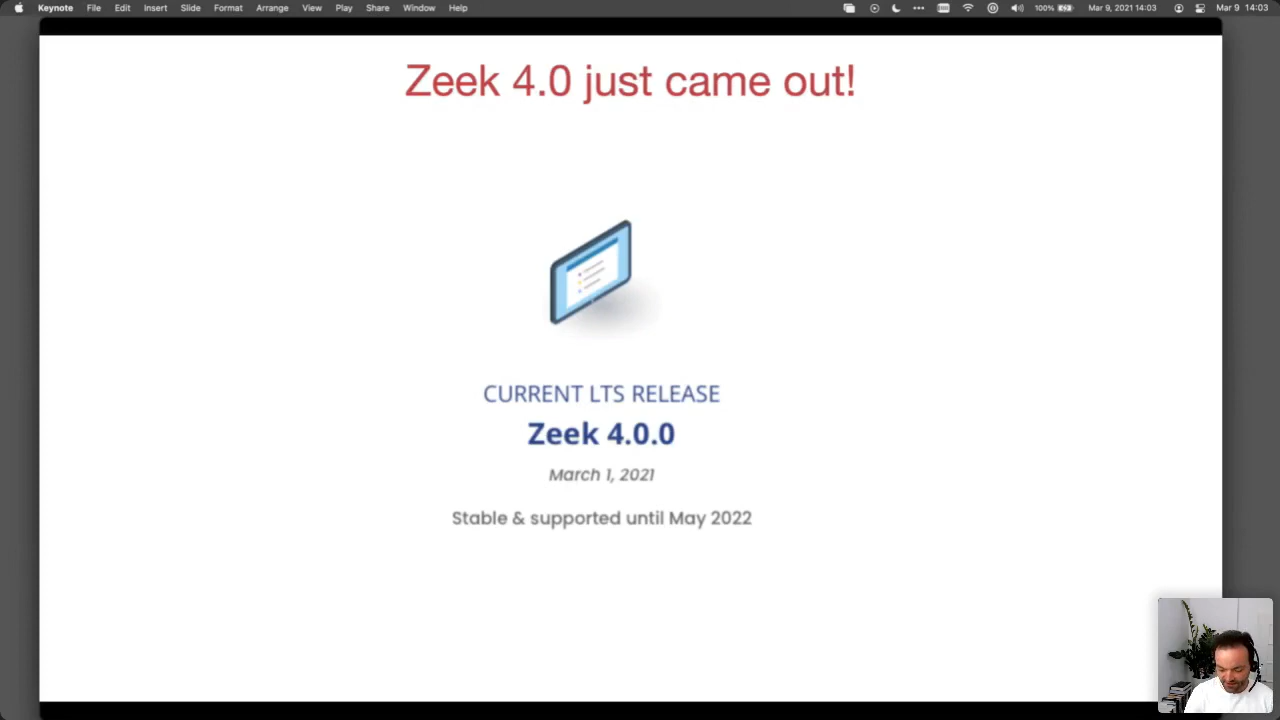 Keynote File Edit Insert Slide Format Arrange View Play Share Window Help 100% Mar 9, 2021 14:03 Mar 9 14:03
Zeek 4.0 just came out!
CURRENT LTS RELEASE
Zeek 4.0.0
March 1, 2021
Stable & supported until May 2022